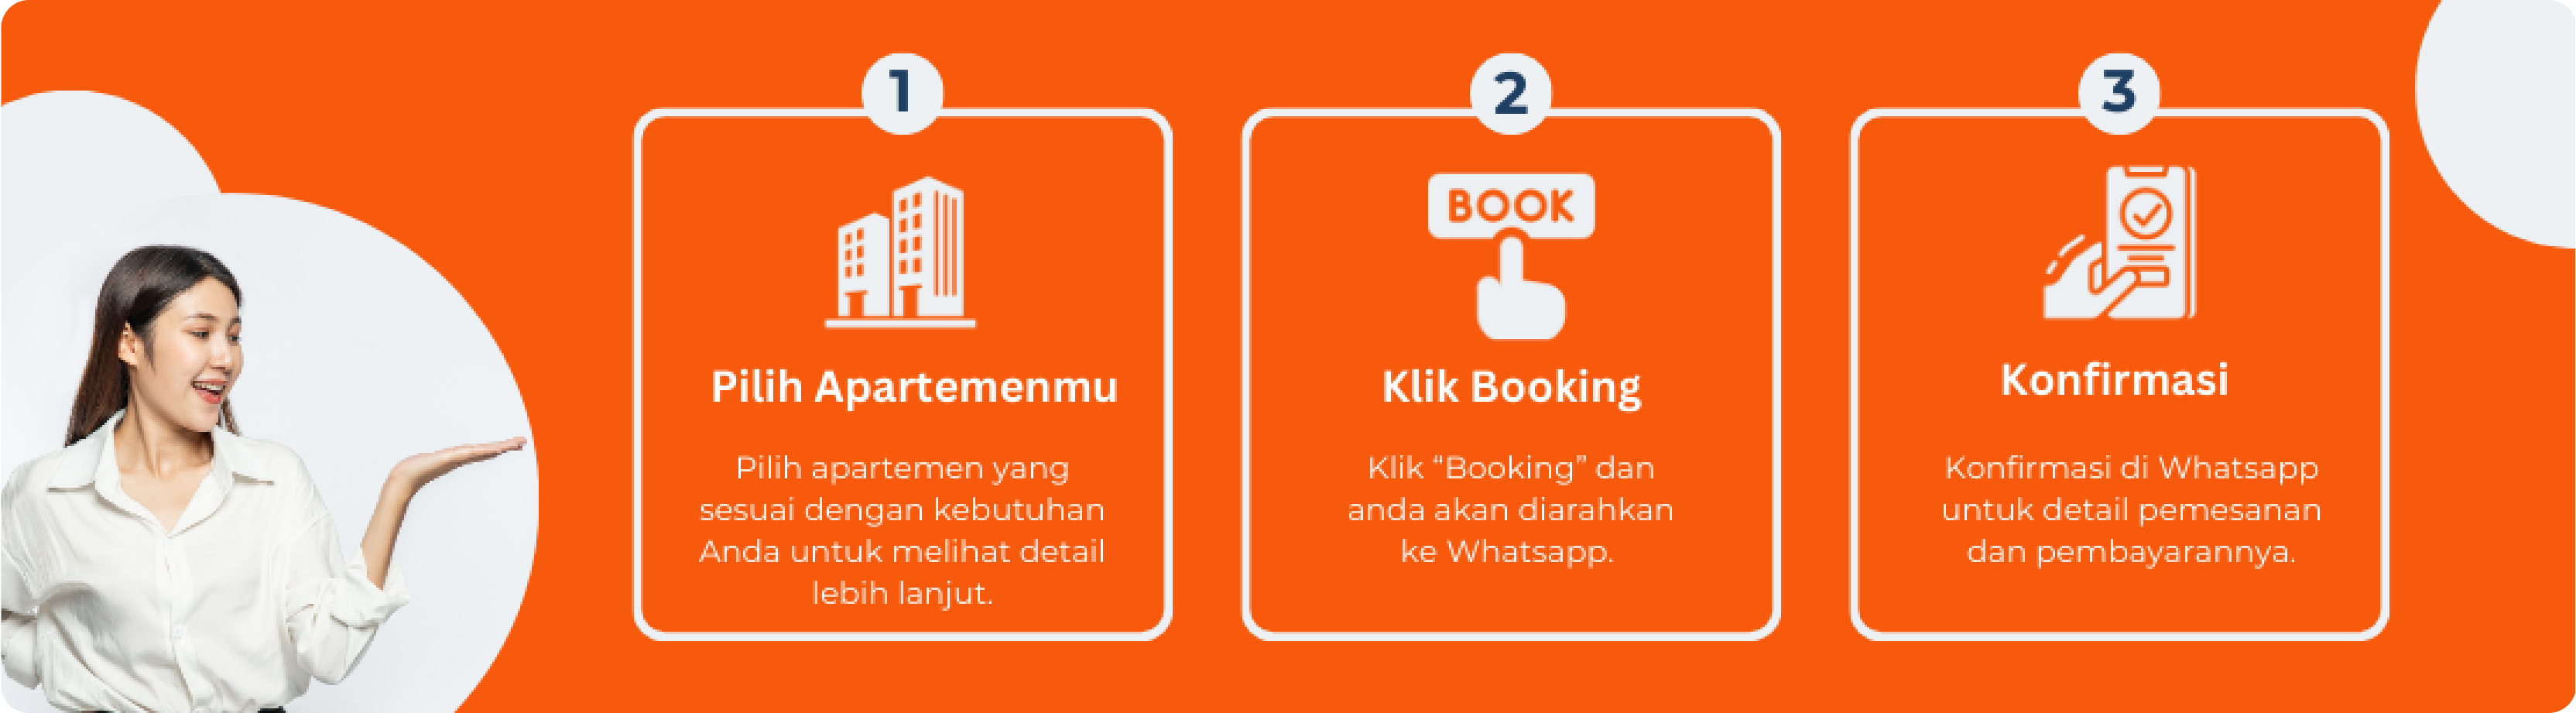 1
Pilih Apartemenmu
Pilih apartemen yang
sesuai dengan kebutuhan
Anda untuk melihat detail
lebih lanjut.
2
BOOK
Klik Booking
Klik “Booking” dan
anda akan diarahkan
ke Whatsapp.
3
Konfirmasi
Konfirmasi di Whatsapp
untuk detail pemesanan
dan pembayarannya.